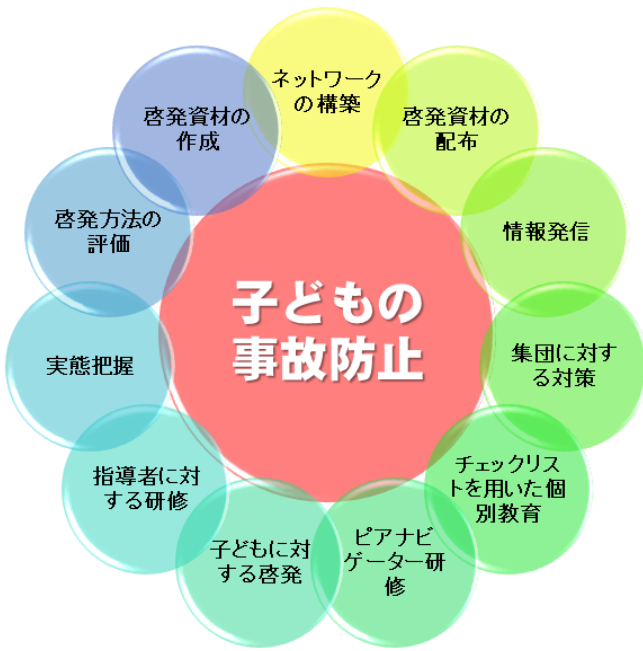 ネットワーク
の構築
啓発資材の
配布
情報発信
集団に対す
る対策
チェックリス
トを用いた個
別教育
ピアナビ
ゲーター研
修
子どもに対
する啓発
指導者に対
する研修
実態把握
啓発方法の
評価
啓発資材の
作成
子どもの
事故防止